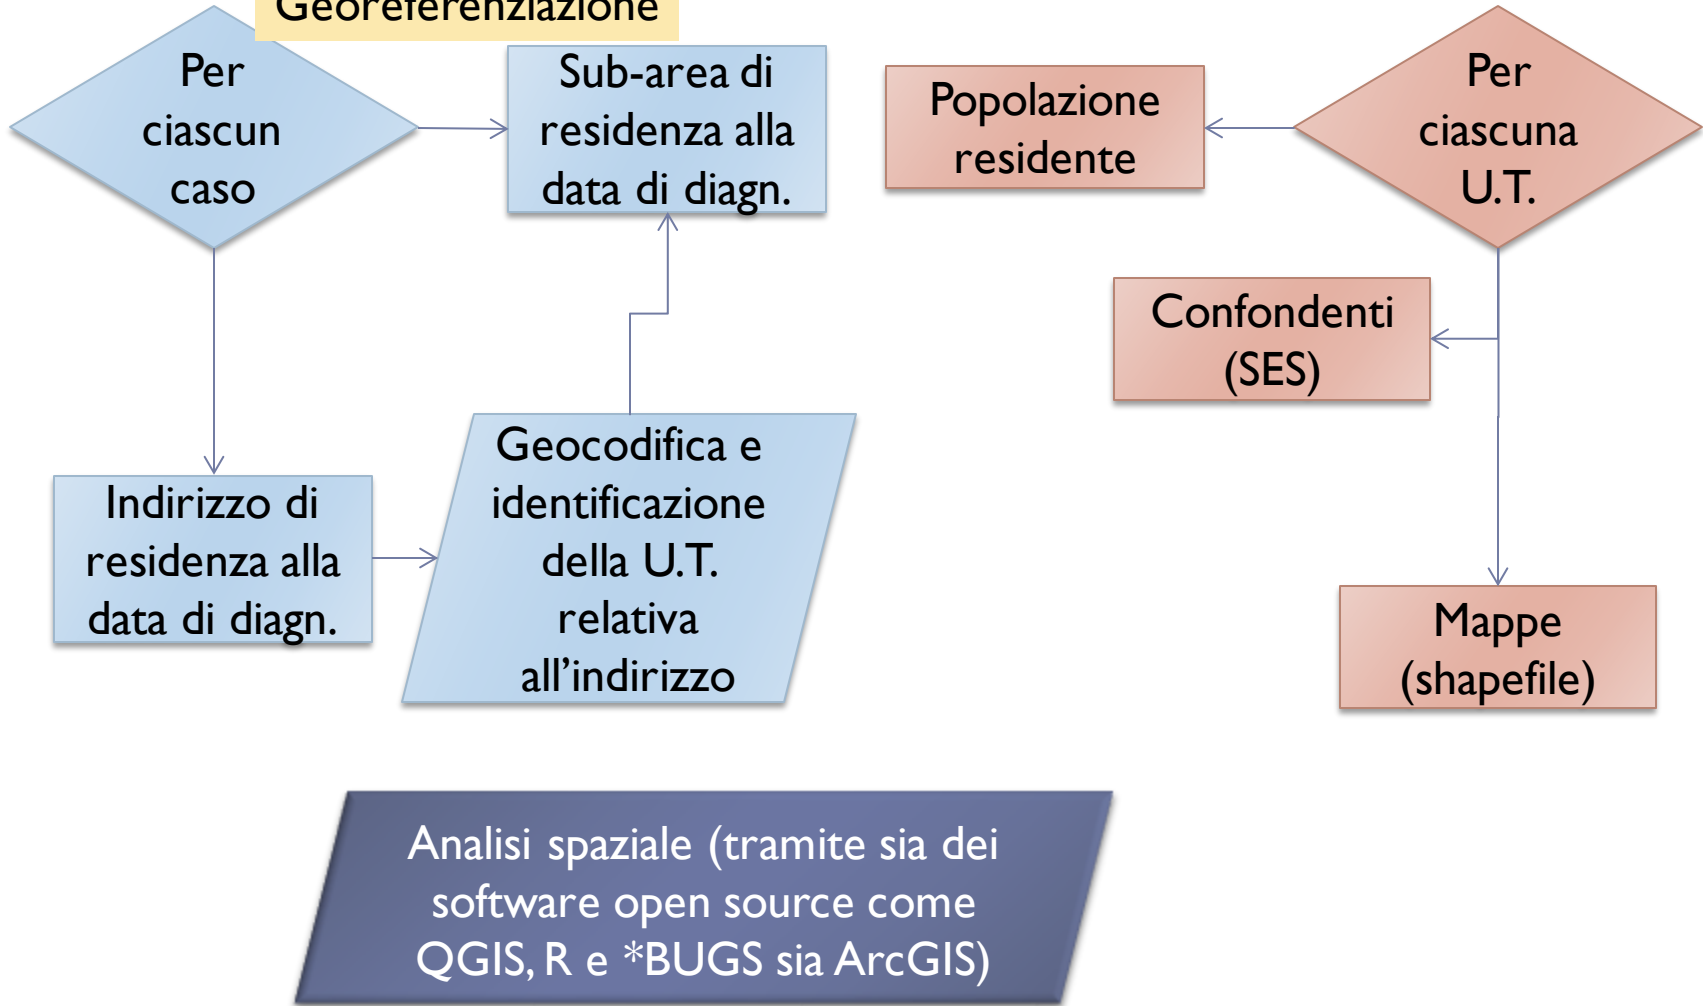 Georeferenziazione
Per
ciascun
caso
Sub-area di
residenza alla
data di diagn.
Popolazione
residente
Per
ciascuna
U.T.
Confondenti
(SES)
Indirizzo di
residenza alla
data di diagn.
Geocodifica e
identificazione
della U.T.
relativa
all’indirizzo
Mappe
(shapefile)
Analisi spaziale (tramite sia dei
software open source come
QGIS, R e *BUGS sia ArcGIS)